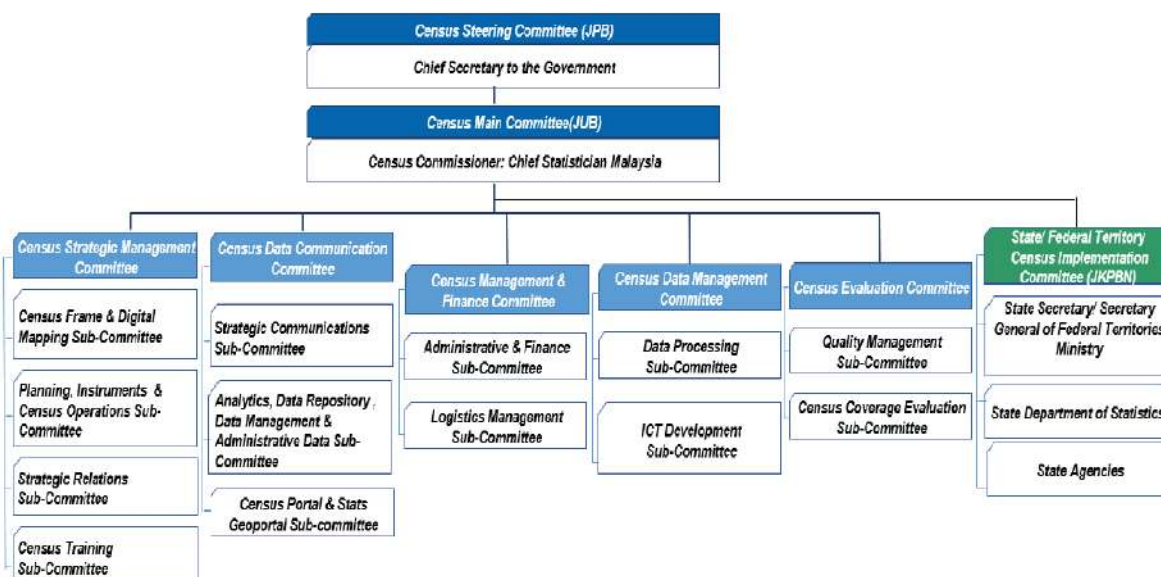 Census Steering Committee (JPB)
Chief Secretary to the Government
Census Main Committee(JUB)
Census Commissioner: Chief Statistician Malaysia
Census Strategic Management
Committee
Census Frame & Digital
Mapping Sub-Committee
Planning, Instruments &
Census Operations Sub-
Committee
Strategic Relations
Sub-Committee
Census Training
Sub-Committee
Census Data Communication
Committee
Strategic Communications
Sub-Committee
Analytics, Data Repository ,
Data Management &
Administrative Data Sub-
Committee
Census Portal & Stats
Geoportal Sub-committee
Census Management &
Finance Committee
Administrative & Finance
Sub-Committee
Logistics Management
Sub-Committee
Census Data Management
Committee
Data Processing
Sub-Committee
ICT Development
Sub-Committee
Census Evaluation Committee
Quality Management
Sub-Committee
Census Coverage Evaluation
Sub-Committee
State/ Federal Territory
Census Implementation
Committee (JKPBN)
State Secretary/ Secretary
General of Federal Territories
Ministry
State Department of Statistics
State Agencies